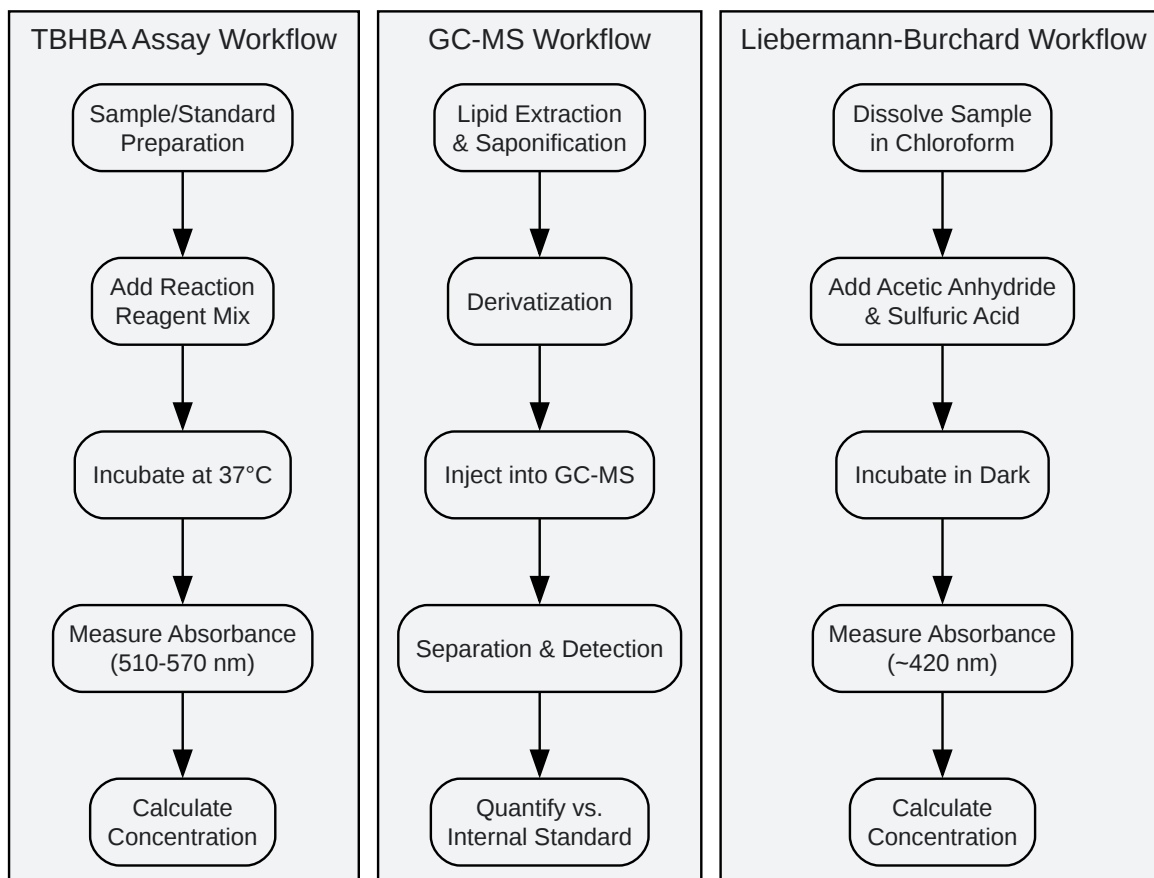 TBHBA Assay Workflow
Sample/Standard
Preparation
Add Reaction
Reagent Mix
Incubate at 37°C
Measure Absorbance
(510-570 nm)
Calculate
Concentration
GC-MS Workflow
Lipid Extraction
& Saponification
Derivatization
Inject into GC-MS
Separation & Detection
Quantify vs.
Internal Standard
Liebermann-Burchard Workflow
Dissolve Sample
in Chloroform
Add Acetic Anhydride
& Sulfuric Acid
Incubate in Dark
Measure Absorbance
(~420 nm)
Calculate
Concentration